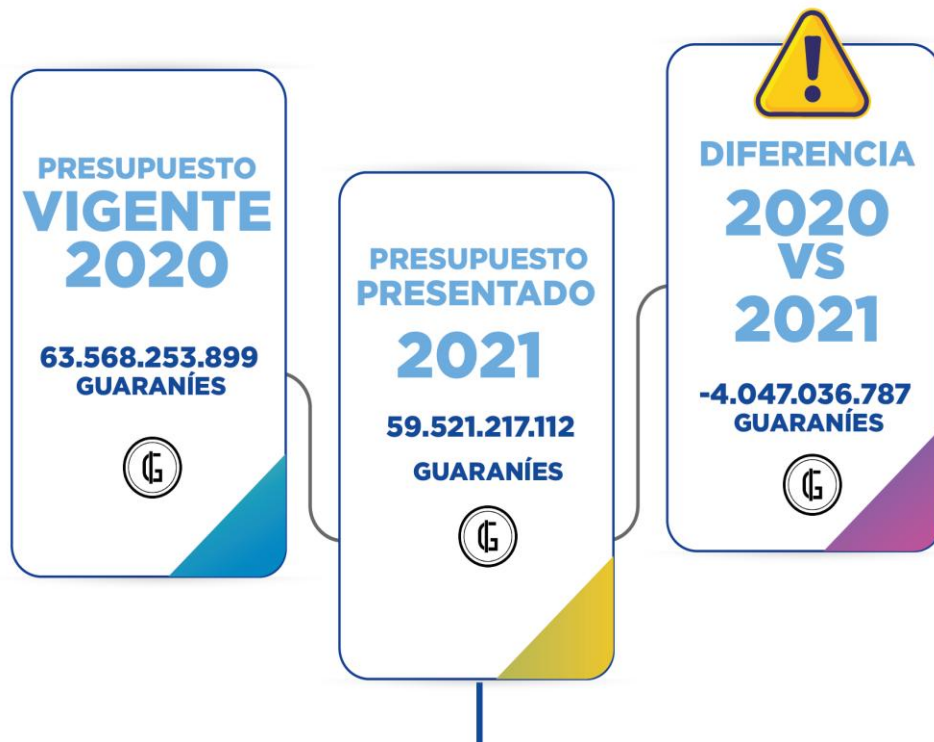 PRESUPUESTO
VIGENTE
2020
63.568.253.899
GUARANÍES
₲
PRESUPUESTO
PRESENTADO
2021
59.521.217.112
GUARANÍES
₲
DIFERENCIA
2020
VS
2021
-4.047.036.787
GUARANÍES
₲